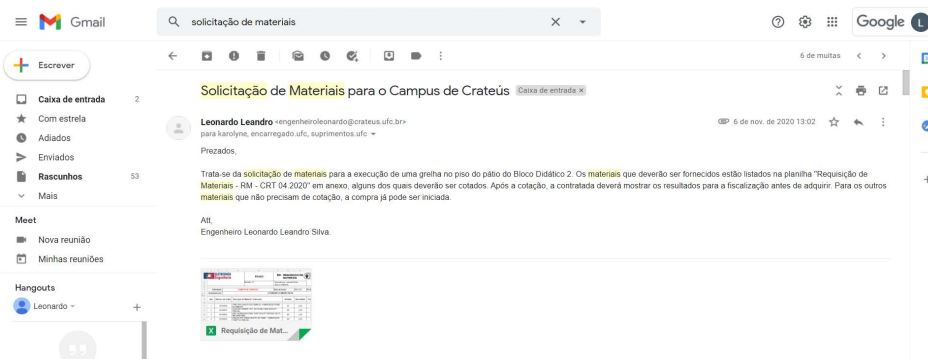 Gmail
solicitação de materiais
Google
L
Escrever
6 de muitas
Caixa de entrada 2
Com estrela
Adiados
Enviados
Rascunhos 53
Mais
Meet
Nova reunião
Minhas reuniões
Hangouts
Leonardo
Solicitação de Materiais para o Campus de Crateús Caixa de entrada ×
Leonardo Leandro <engenheiroleonardo@crateus.ufc.br> 6 de nov. de 2020 13:02
para karolyne, encarregado.ufc, suprimentos.ufc
Prezados,
Trata-se da solicitação de materiais para a execução de uma grelha no piso do pátio do Bloco Didático 2. Os materiais que deverão ser fornecidos estão listados na planilha "Requisição de
Materiais - RM - CRT 04.2020" em anexo, alguns dos quais deverão ser cotados. Após a cotação, a contratada deverá mostrar os resultados para a fiscalização antes de adquirir. Para os outros
materiais que não precisam de cotação, a compra já pode ser iniciada.
Att,
Engenheiro Leonardo Leandro Silva.
X Requisição de Mat...